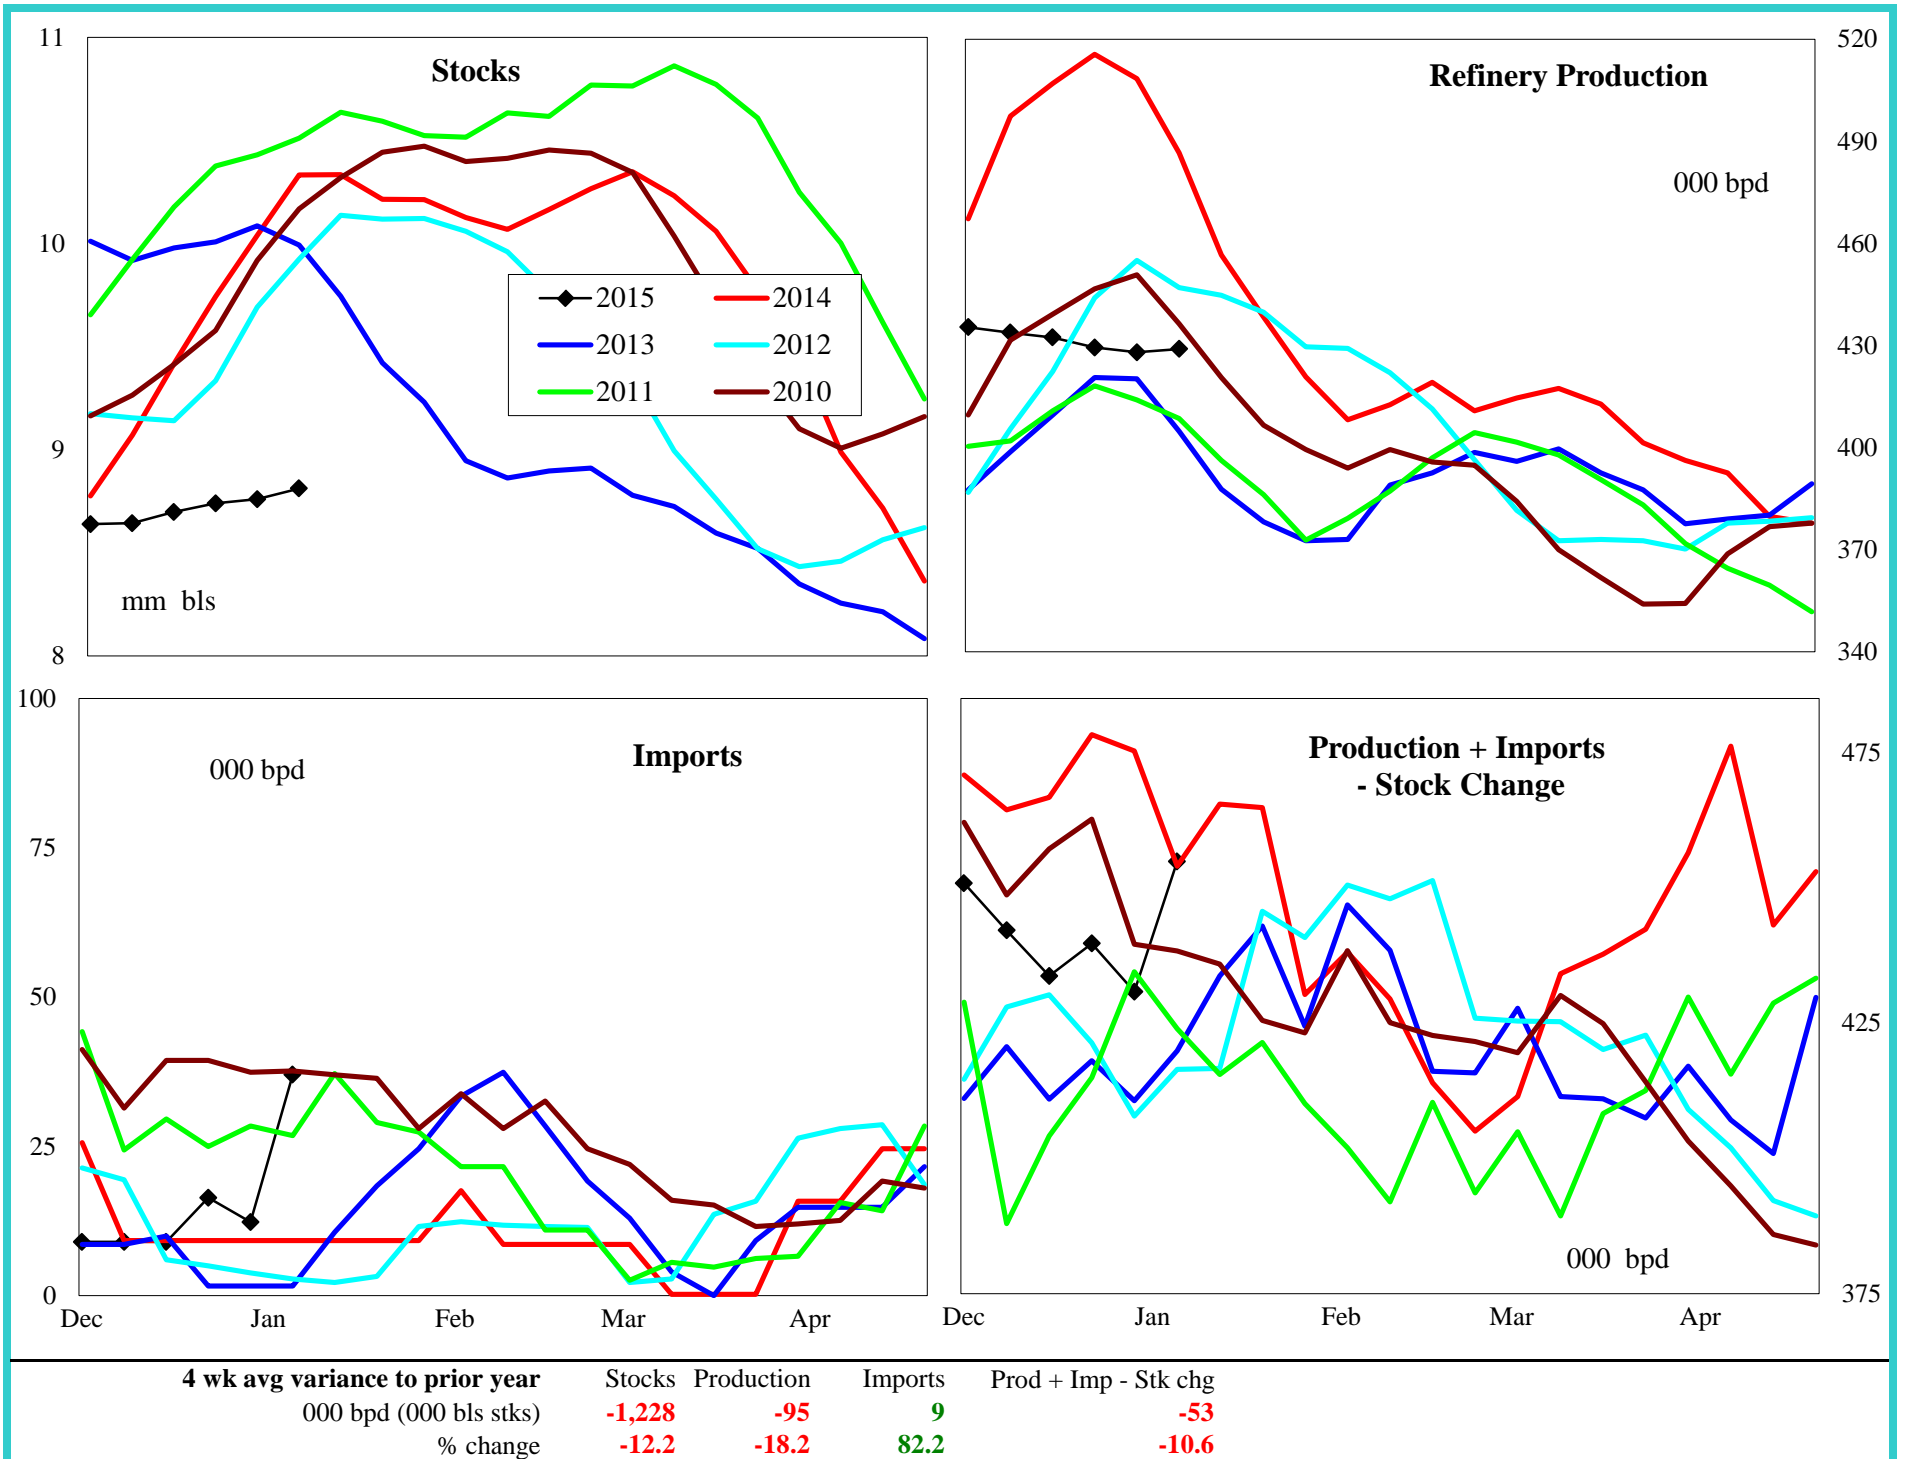 Stocks
11
10
9
8
mm bls
2015 2014
2013 2012
2011 2010
Refinery Production
000 bpd
520
490
460
430
400
370
340
Imports
000 bpd
100
75
50
25
0
Dec Jan Feb Mar Apr
Production + Imports
- Stock Change
475
425
375
000 bpd
Dec Jan Feb Mar Apr
4 wk avg variance to prior year Stocks Production Imports Prod + Imp - Stk chg
000 bpd (000 bls stks) -1,228 -95 9 -53
% change -12.2 -18.2 82.2 -10.6